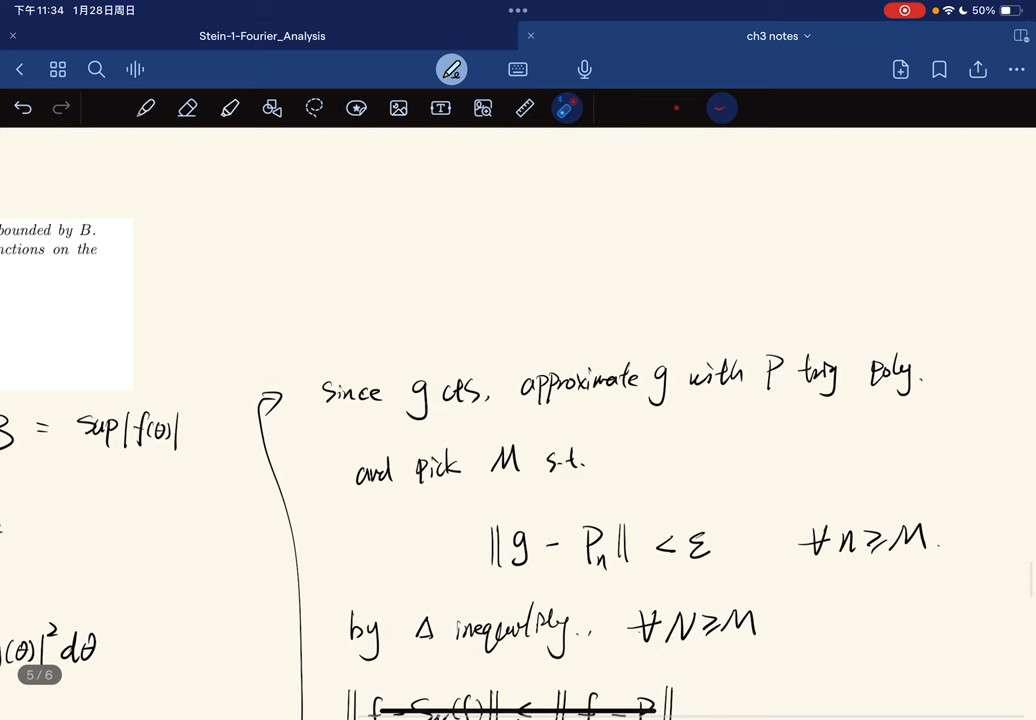 下午11:34 1月28日周日
50%
Stein-1-Fourier_Analysis
ch3 notes
bounded by B.
nctions on the
= sup|f(θ)|
(θ)|² dθ
5 / 6
since g cts, approximate g with P trig poly.
and pick M s.t.
||g - Pₙ|| < ε ∀ n ≥ M.
by Δ inequality., ∀ N ≥ M